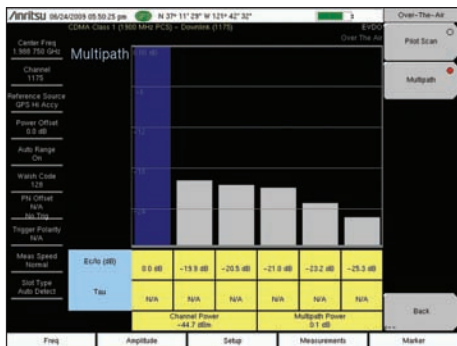 Anritsu 06/24/2009 05:50:25 pm N 37° 11' 29" W 121° 42' 32" Over-The-Air
CDMA Class 1 (1900 MHz PCS) - Downlink (1175) EVDO
Over The Air
Center Freq
1.988 750 GHz
Channel
1175
Reference Source
GPS Hi Accy
Power Offset
0.0 dB
Auto Range
On
Walsh Code
128
PN Offset
N/A
No Trig
Trigger Polarity
N/A
Meas Speed
Normal
Slot Type
Auto Detect
Multipath
Ec/Io (dB) 0.0 dB -19.9 dB -20.5 dB -21.0 dB -23.2 dB -25.3 dB
Tau N/A N/A N/A N/A N/A N/A
Channel Power Multipath Power
-44.7 dBm 0.1 dB
Pilot Scan
Multipath
Back
Freq Amplitude Setup Measurements Marker